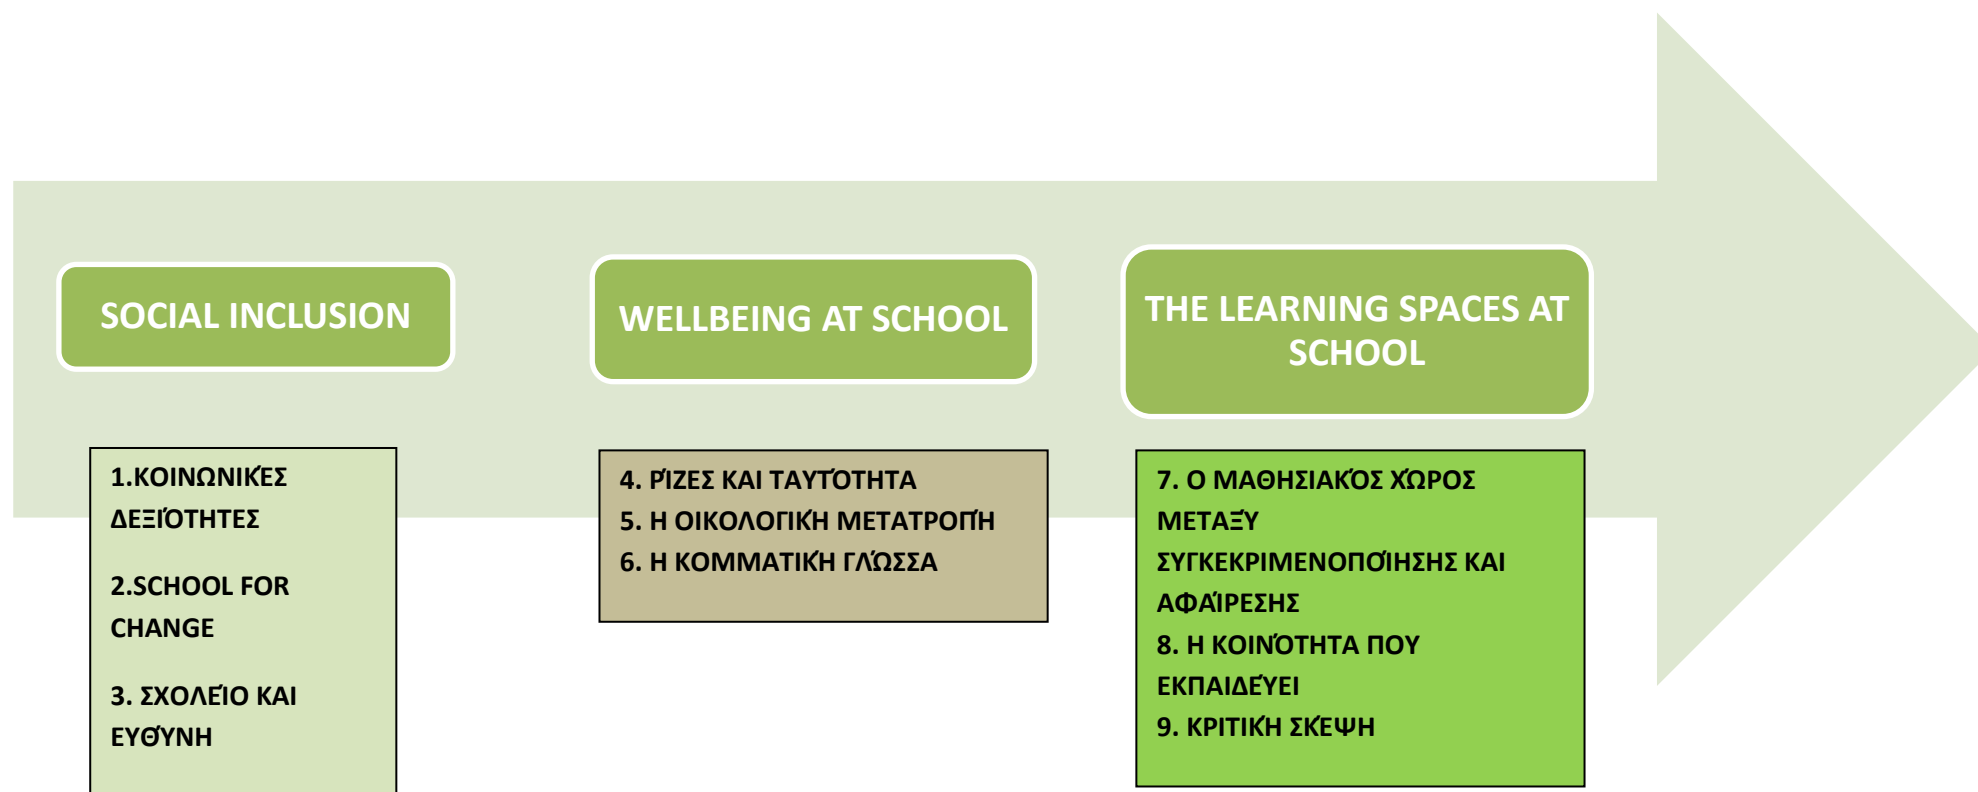 SOCIAL INCLUSION
WELLBEING AT SCHOOL
THE LEARNING SPACES AT
SCHOOL
1.ΚΟΙΝΩΝΙΚΈΣ
ΔΕΞΙΌΤΗΤΕΣ
2.SCHOOL FOR
CHANGE
3. ΣΧΟΛΕΊΟ ΚΑΙ
ΕΥΘΎΝΗ
4. ΡΊΖΕΣ ΚΑΙ ΤΑΥΤΌΤΗΤΑ
5. Η ΟΙΚΟΛΟΓΙΚΉ ΜΕΤΑΤΡΟΠΉ
6. Η ΚΟΜΜΑΤΙΚΉ ΓΛΏΣΣΑ
7. Ο ΜΑΘΗΣΙΑΚΌΣ ΧΏΡΟΣ
ΜΕΤΑΞΎ
ΣΥΓΚΕΚΡΙΜΕΝΟΠΟΊΗΣΗΣ ΚΑΙ
ΑΦΑΊΡΕΣΗΣ
8. Η ΚΟΙΝΌΤΗΤΑ ΠΟΥ
ΕΚΠΑΙΔΕΎΕΙ
9. ΚΡΙΤΙΚΉ ΣΚΈΨΗ